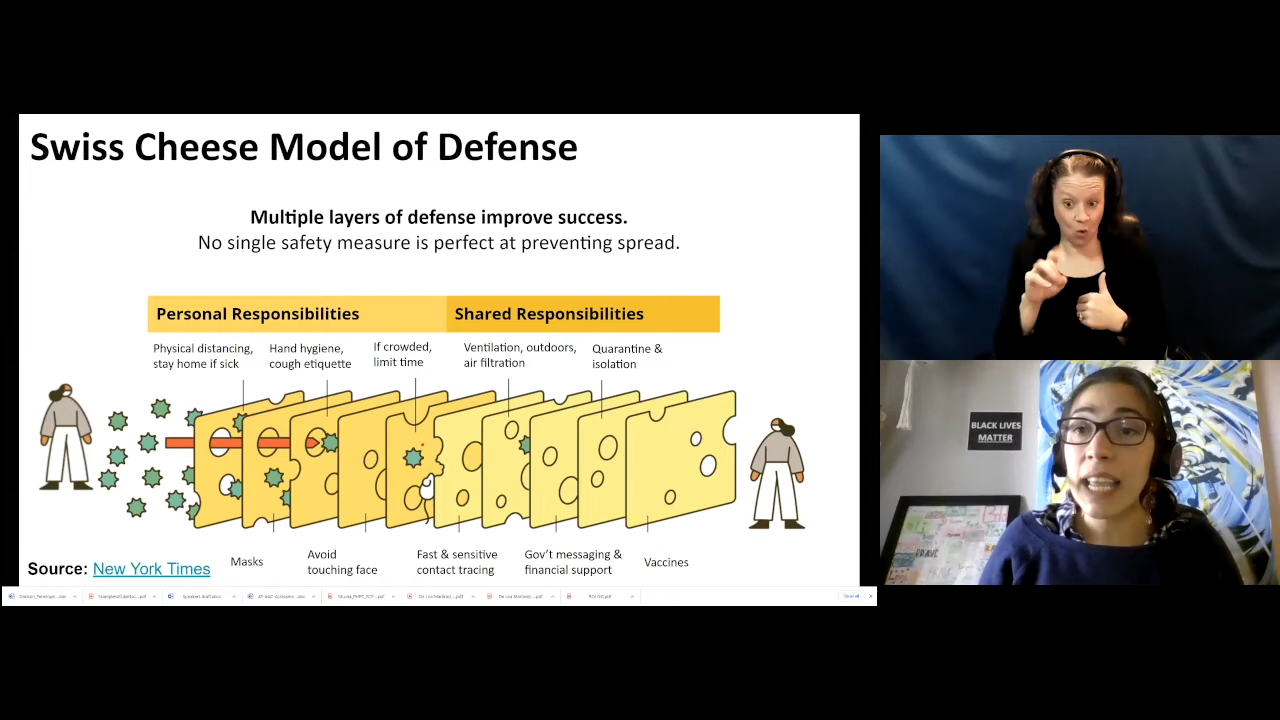 Swiss Cheese Model of Defense
Multiple layers of defense improve success.
No single safety measure is perfect at preventing spread.
Personal Responsibilities
Shared Responsibilities
Physical distancing,
stay home if sick
Hand hygiene,
cough etiquette
If crowded,
limit time
Ventilation, outdoors,
air filtration
Quarantine &
isolation
Masks
Avoid
touching face
Fast & sensitive
contact tracing
Gov't messaging &
financial support
Vaccines
Source: New York Times
Show all
BLACK LIVES
MATTER
BRAVE